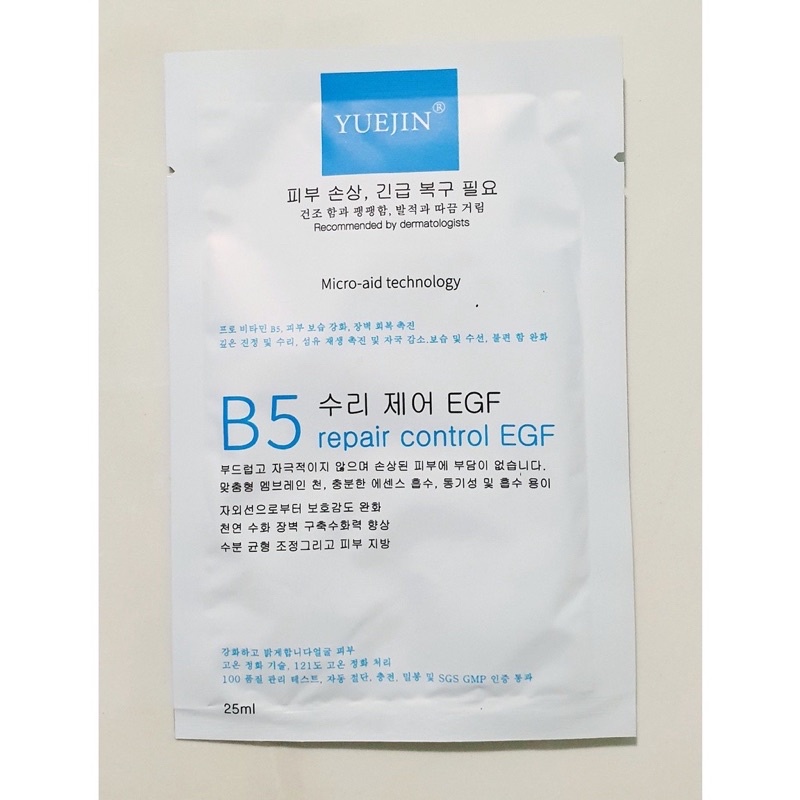 YUEJIN®
피부 손상, 긴급 복구 필요
건조 함과 팽팽함, 발적과 따끔 거림
Recommended by dermatologists
Micro-aid technology
프로 비타민 B5, 피부 보습 강화, 장벽 회복 촉진
깊은 진정 및 수리, 섬유 재생 촉진 및 자국 감소.보습 및 수선, 불편 함 완화
B5 수리 제어 EGF
repair control EGF
부드럽고 자극적이지 않으며 손상된 피부에 부담이 없습니다.
맞춤형 멤브레인 천, 충분한 에센스 흡수, 통기성 및 흡수 용이
자외선으로부터 보호감도 완화
천연 수화 장벽 구축수화력 향상
수분 균형 조정그리고 피부 지방
강화하고 밝게합니다얼굴 피부
고온 정화 기술, 121도 고온 정화 처리
100 품질 관리 테스트, 자동 절단, 충전, 밀봉 및 SGS GMP 인증 통과
25ml